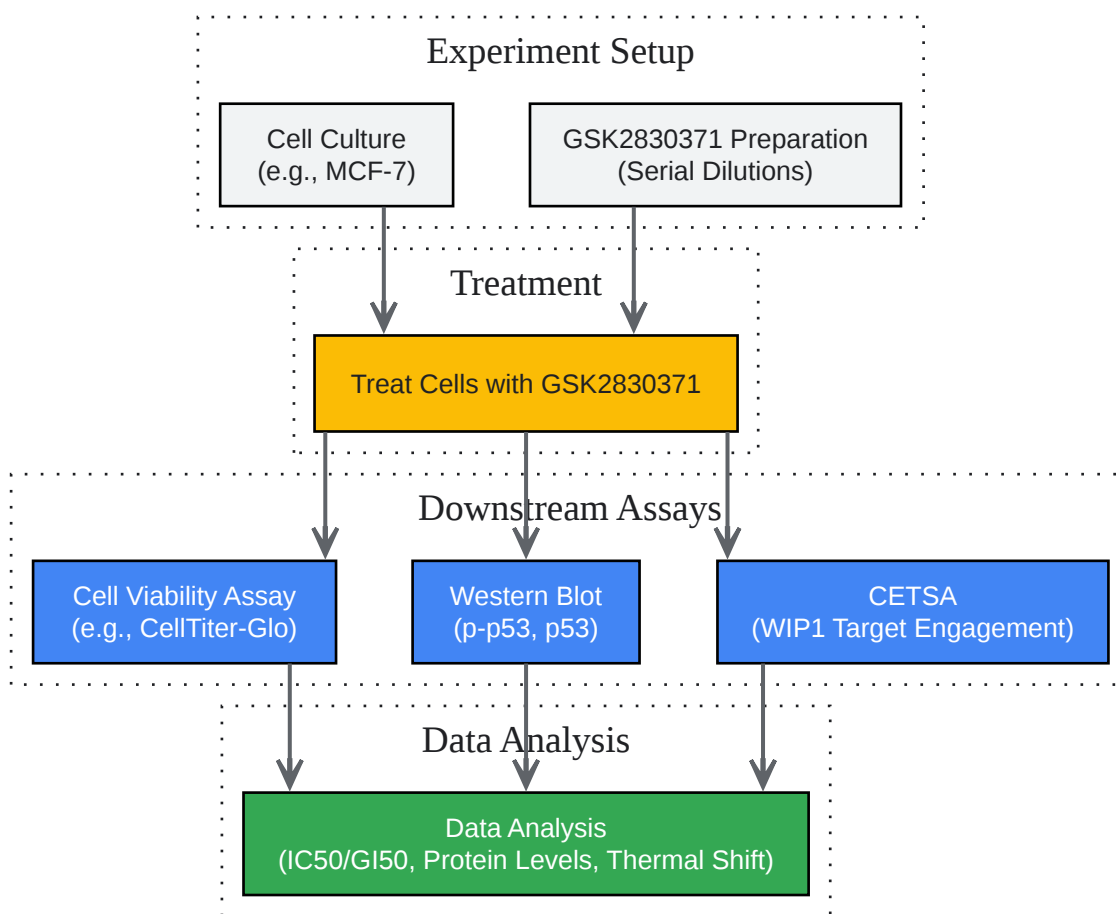 Experiment Setup
Cell Culture
(e.g., MCF-7)
GSK2830371 Preparation
(Serial Dilutions)
Treatment
Treat Cells with GSK2830371
Downstream Assays
Cell Viability Assay
(e.g., CellTiter-Glo)
Western Blot
(p-p53, p53)
CETSA
(WIP1 Target Engagement)
Data Analysis
Data Analysis
(IC50/GI50, Protein Levels, Thermal Shift)